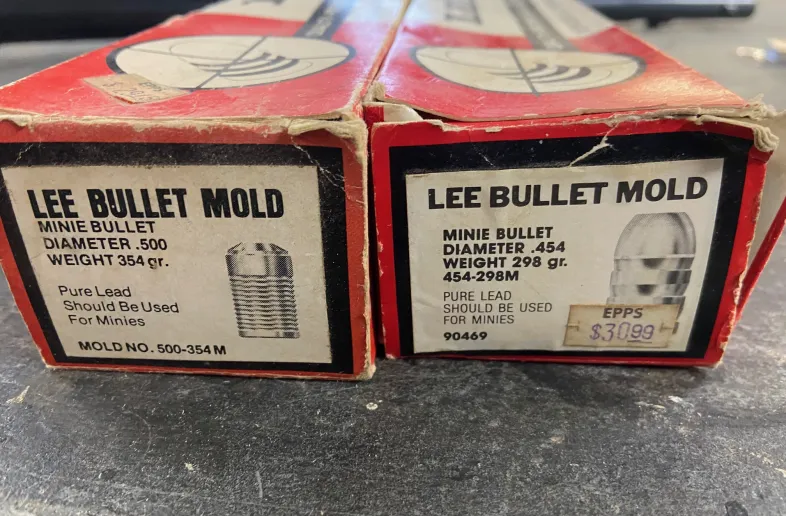 LEE BULLET MOLD
MINIE BULLET
DIAMETER .500
WEIGHT 354 gr.
Pure Lead
Should Be Used
For Minies
MOLD NO. 500-354 M
LEE BULLET MOLD
MINIE BULLET
DIAMETER .454
WEIGHT 298 gr.
454-298M
PURE LEAD
SHOULD BE USED
FOR MINIES
90469
EPPS
$30.99